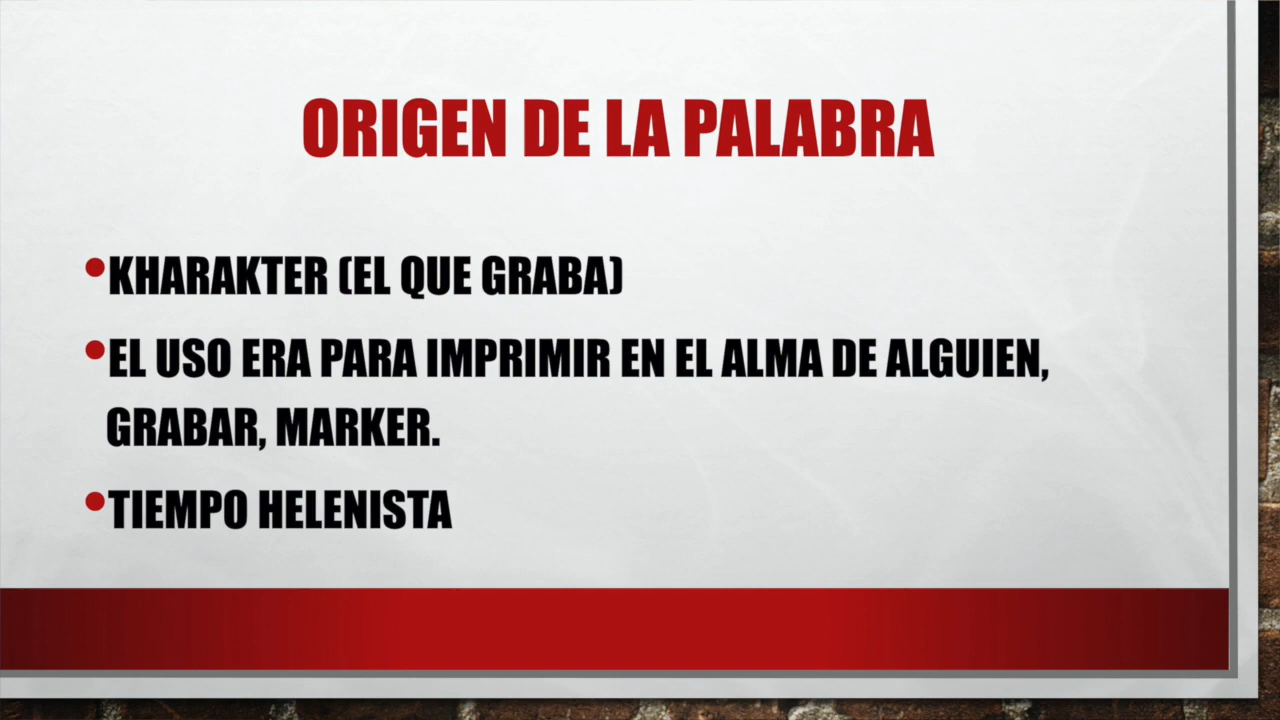 ORIGEN DE LA PALABRA
•KHARAKTER (EL QUE GRABA)
•EL USO ERA PARA IMPRIMIR EN EL ALMA DE ALGUIEN,
GRABAR, MARKER.
•TIEMPO HELENISTA